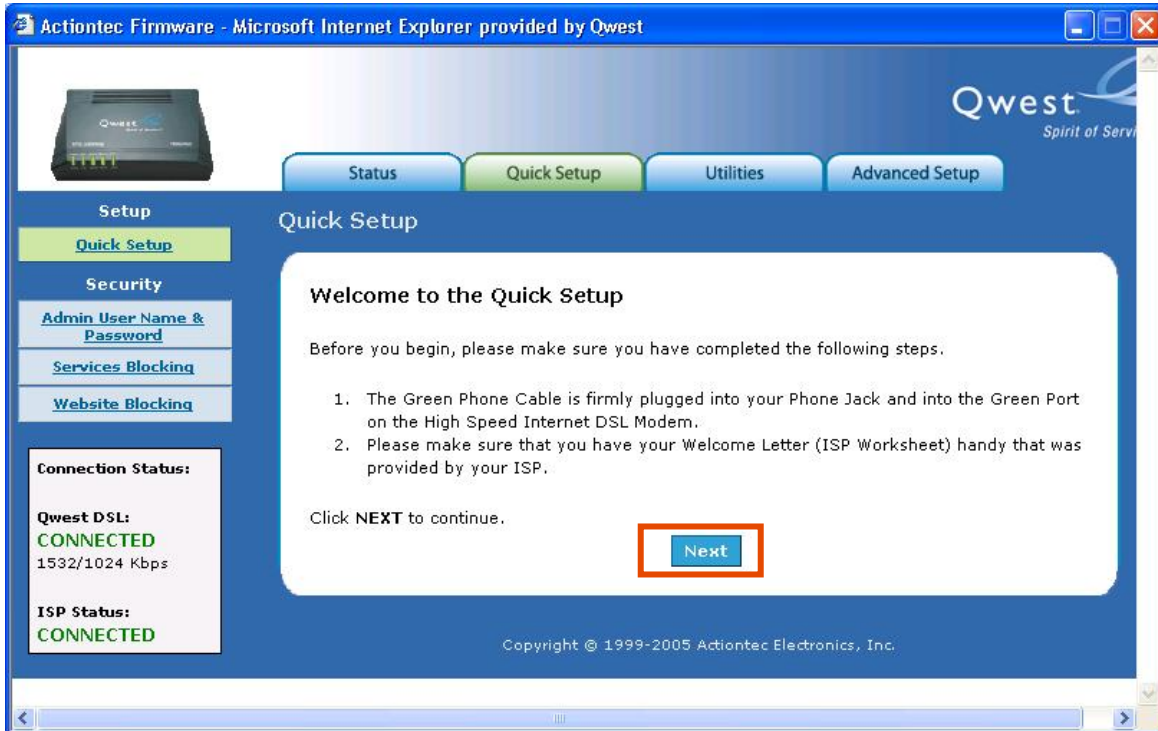 Actiontec Firmware - Microsoft Internet Explorer provided by Qwest
Qwest
Qwest
Spirit of Servi
Status
Quick Setup
Utilities
Advanced Setup
Setup
Quick Setup
Security
Admin User Name &
Password
Services Blocking
Website Blocking
Connection Status:
Qwest DSL:
CONNECTED
1532/1024 Kbps
ISP Status:
CONNECTED
Quick Setup
Welcome to the Quick Setup
Before you begin, please make sure you have completed the following steps.
1. The Green Phone Cable is firmly plugged into your Phone Jack and into the Green Port
on the High Speed Internet DSL Modem.
2. Please make sure that you have your Welcome Letter (ISP Worksheet) handy that was
provided by your ISP.
Click NEXT to continue.
Next
Copyright © 1999-2005 Actiontec Electronics, Inc.